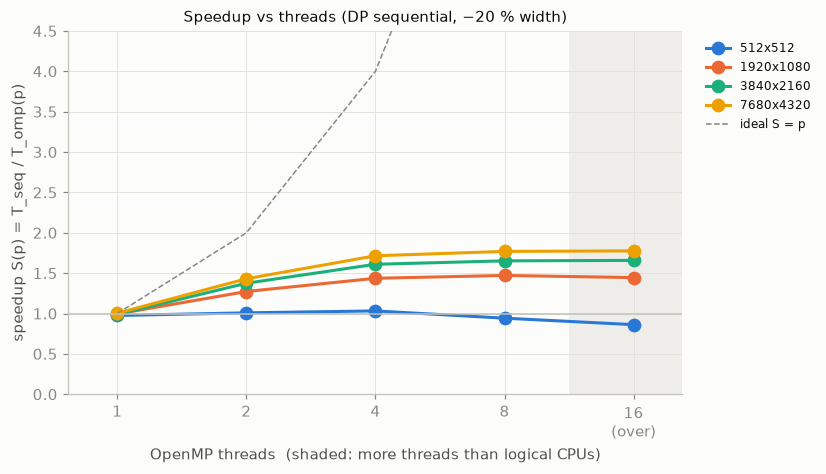 Speedup vs threads (DP sequential, −20 % width)
speedup S(p) = T_seq / T_omp(p)
4.5
4.0
3.5
3.0
2.5
2.0
1.5
1.0
0.5
0.0
1
2
4
8
16
(over)
OpenMP threads  (shaded: more threads than logical CPUs)
512x512
1920x1080
3840x2160
7680x4320
ideal S = p